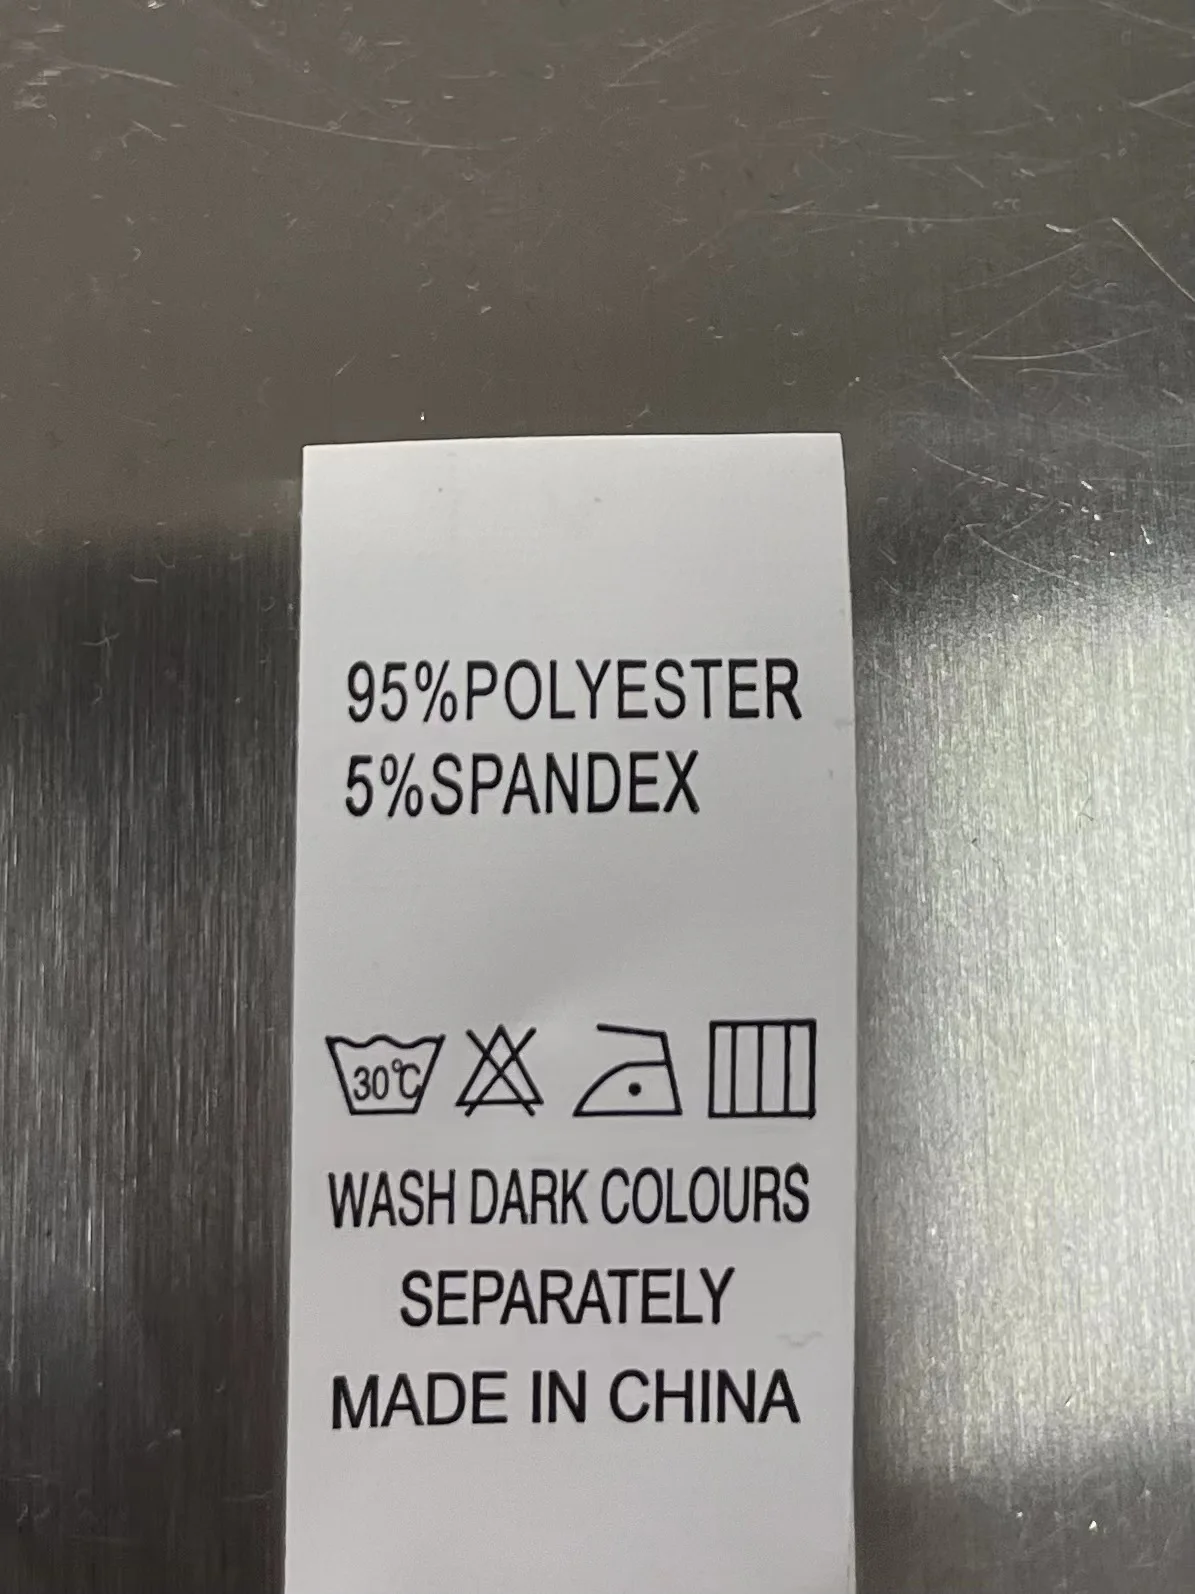 95%POLYESTER
5%SPANDEX
30℃
WASH DARK COLOURS
SEPARATELY
MADE IN CHINA